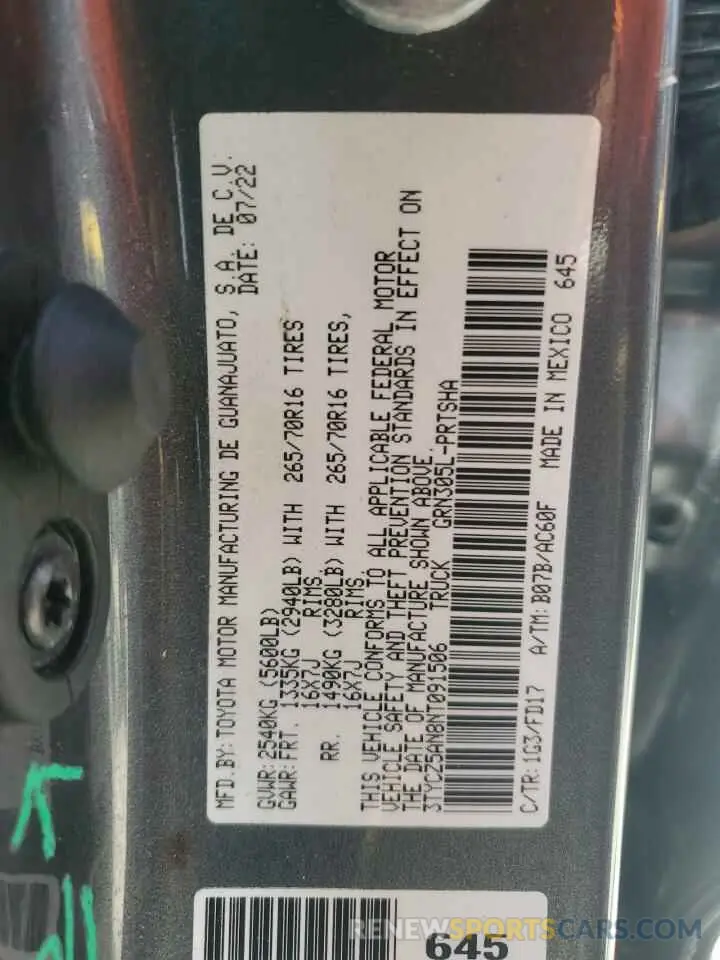 MFD.BY: TOYOTA MOTOR MANUFACTURING DE GUANAJUATO, S.A. DE C.V.
DATE: 07/22
GVWR: 2540KG (5600LB)
GAWR: FRT. 1335KG (2940LB) WITH 265/70R16 TIRES
16X7J RIMS,
RR. 1490KG (3280LB) WITH 265/70R16 TIRES,
16X7J RIMS,
THIS VEHICLE CONFORMS TO ALL APPLICABLE FEDERAL MOTOR
VEHICLE SAFETY AND THEFT PREVENTION STANDARDS IN EFFECT ON
THE DATE OF MANUFACTURE SHOWN ABOVE.
3TYCZ5AN8NT091506 TRUCK GRN305L-PRTSHA
C/TR: 1G3/FD17 A/TM: B07B/AC60F MADE IN MEXICO 645
645
REPAIREDSPORTSCARS.COM